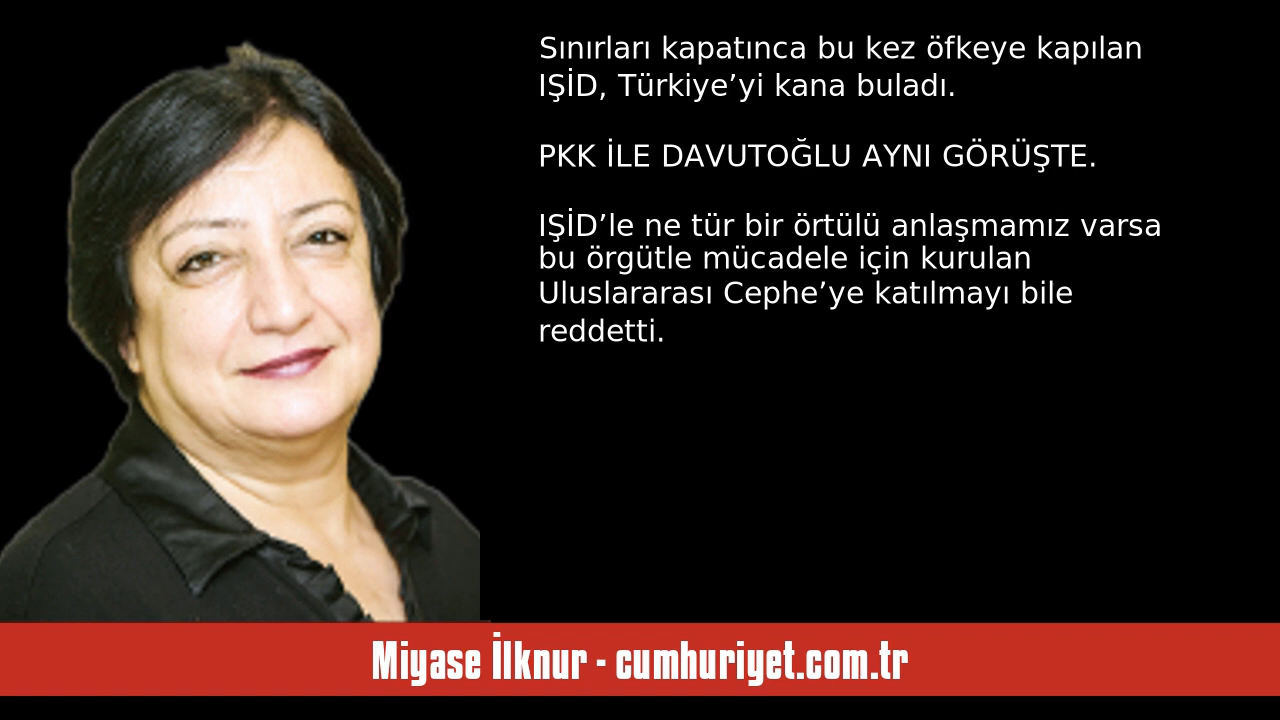 Sınırları kapatınca bu kez öfkeye kapılan
IŞİD, Türkiye’yi kana buladı.
PKK İLE DAVUTOĞLU AYNI GÖRÜŞTE.
IŞİD’le ne tür bir örtülü anlaşmamız varsa
bu örgütle mücadele için kurulan
Uluslararası Cephe’ye katılmayı bile
reddetti.
Miyase İlknur - cumhuriyet.com.tr